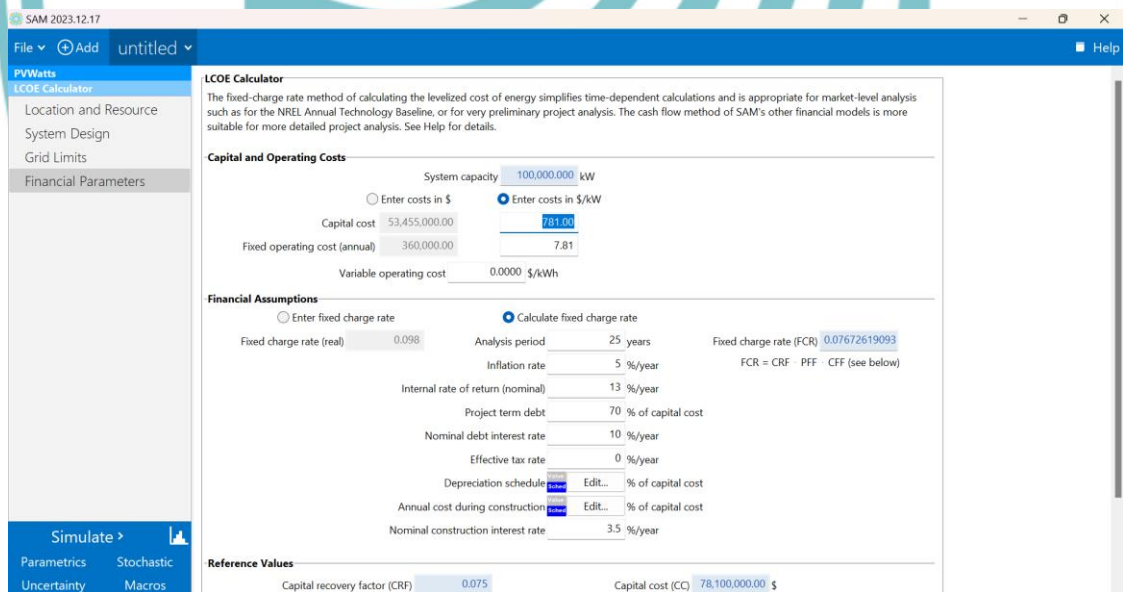 SAM 2023.12.17
File Add untitled Help
PVWatts
LCOE Calculator
Location and Resource
System Design
Grid Limits
Financial Parameters
LCOE Calculator
The fixed-charge rate method of calculating the levelized cost of energy simplifies time-dependent calculations and is appropriate for market-level analysis
such as for the NREL Annual Technology Baseline, or for very preliminary project analysis. The cash flow method of SAM's other financial models is more
suitable for more detailed project analysis. See Help for details.
Capital and Operating Costs
System capacity 100,000.000 kW
Enter costs in $ Enter costs in $/kW
Capital cost 53,455,000.00 781.00
Fixed operating cost (annual) 360,000.00 7.81
Variable operating cost 0.0000 $/kWh
Financial Assumptions
Enter fixed charge rate Calculate fixed charge rate
Fixed charge rate (real) 0.098 Analysis period 25 years Fixed charge rate (FCR) 0.07672619093
Inflation rate 5 %/year FCR = CRF · PFF · CFF (see below)
Internal rate of return (nominal) 13 %/year
Project term debt 70 % of capital cost
Nominal debt interest rate 10 %/year
Effective tax rate 0 %/year
Depreciation schedule Sched Edit... % of capital cost
Annual cost during construction Sched Edit... % of capital cost
Nominal construction interest rate 3.5 %/year
Reference Values
Capital recovery factor (CRF) 0.075 Capital cost (CC) 78,100,000.00 $
Simulate >
Parametrics Stochastic
Uncertainty Macros